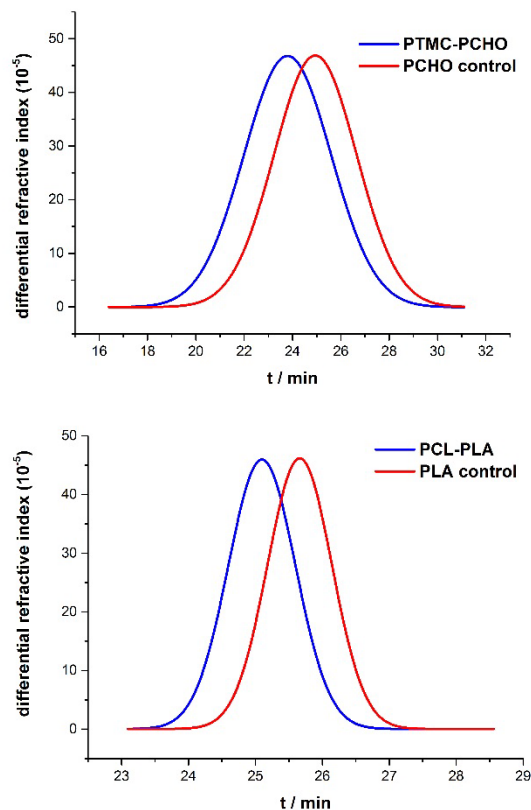 50
40
30
20
10
0
differential refractive index (10⁻⁵)
PTMC-PCHO
PCHO control
16 18 20 22 24 26 28 30 32
t / min
50
40
30
20
10
0
differential refractive index (10⁻⁵)
PCL-PLA
PLA control
23 24 25 26 27 28 29
t / min